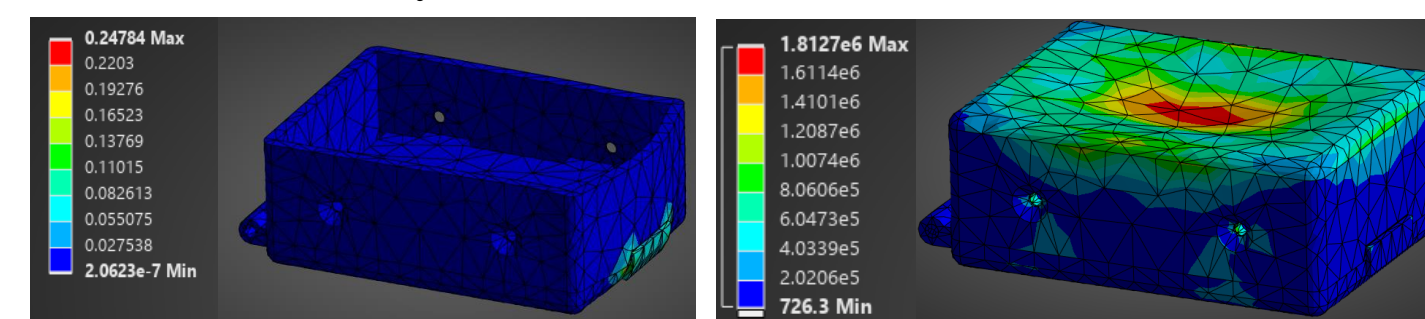 0.24784 Max
0.2203
0.19276
0.16523
0.13769
0.11015
0.082613
0.055075
0.027538
2.0623e-7 Min
1.8127e6 Max
1.6114e6
1.4101e6
1.2087e6
1.0074e6
8.0606e5
6.0473e5
4.0339e5
2.0206e5
726.3 Min